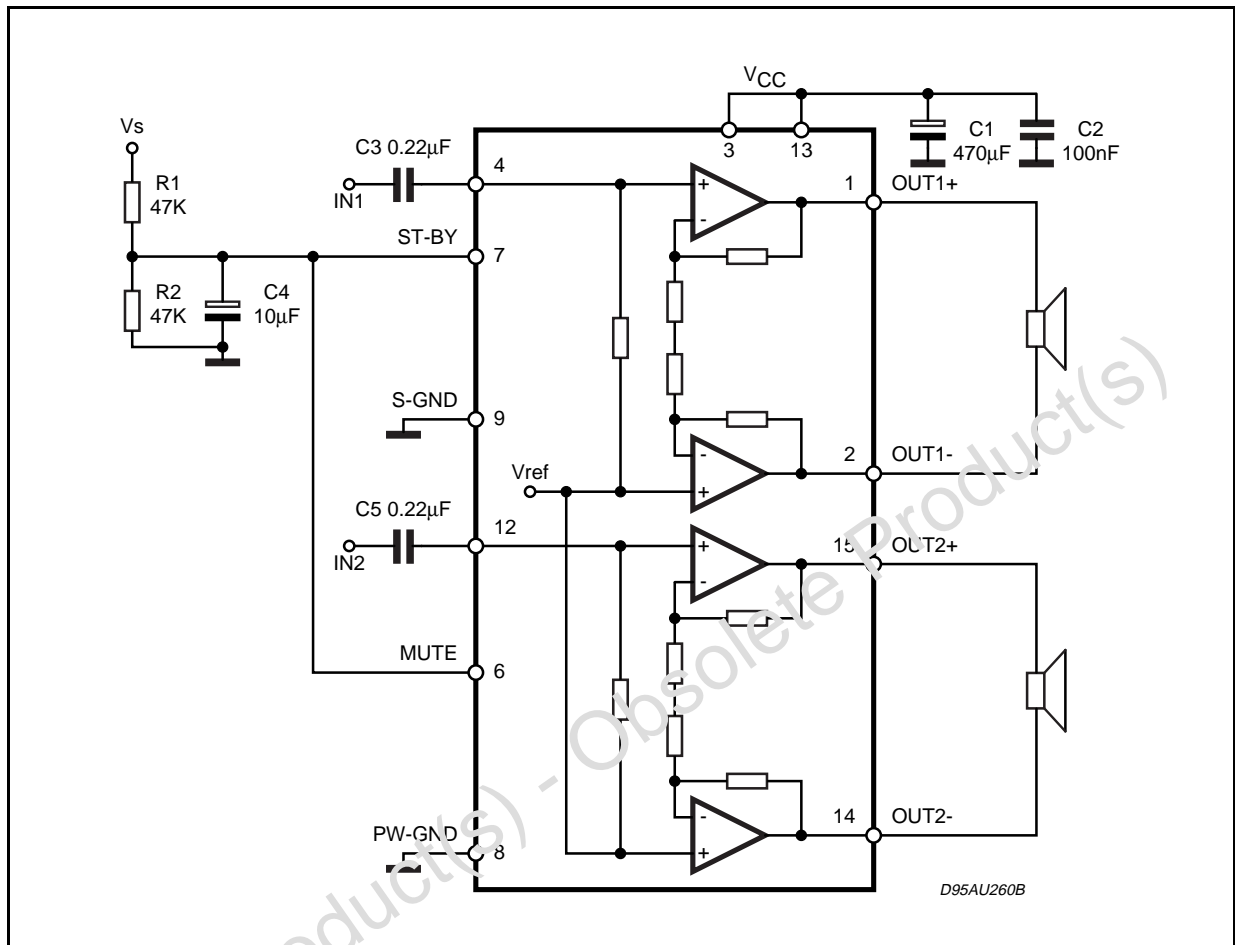 VCC
Vs
C3 0.22µF
4
3
13
C1
470µF
C2
100nF
R1
47K
IN1
1
OUT1+
ST-BY
7
R2
47K
C4
10µF
S-GND
9
Vref
2
OUT1-
C5 0.22µF
12
IN2
15
OUT2+
MUTE
6
PW-GND
8
14
OUT2-
D95AU260B
+
-
-
+
+
-
-
+
oduct(s) - Obsolete Product(s)